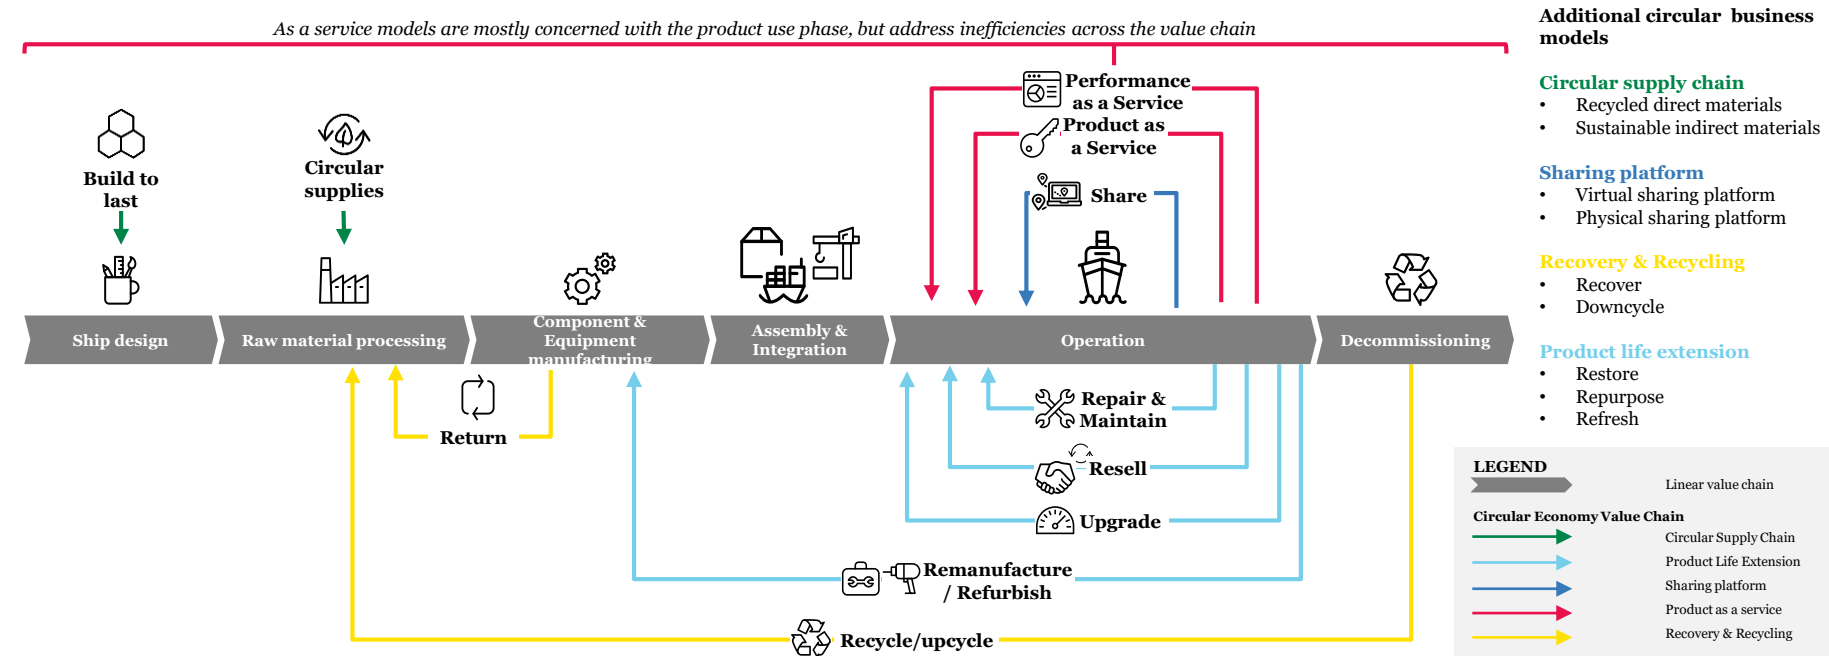 As a service models are mostly concerned with the product use phase, but address inefficiencies across the value chain
Performance
as a Service
Product as
a Service
Share
Build to
last
Circular
supplies
Ship design
Raw material processing
Component &
Equipment
manufacturing
Assembly &
Integration
Operation
Decommissioning
Return
Repair &
Maintain
Resell
Upgrade
Remanufacture
/ Refurbish
Recycle/upcycle
Additional circular business
models
Circular supply chain
• Recycled direct materials
• Sustainable indirect materials
Sharing platform
• Virtual sharing platform
• Physical sharing platform
Recovery & Recycling
• Recover
• Downcycle
Product life extension
• Restore
• Repurpose
• Refresh
LEGEND
Linear value chain
Circular Economy Value Chain
Circular Supply Chain
Product Life Extension
Sharing platform
Product as a service
Recovery & Recycling